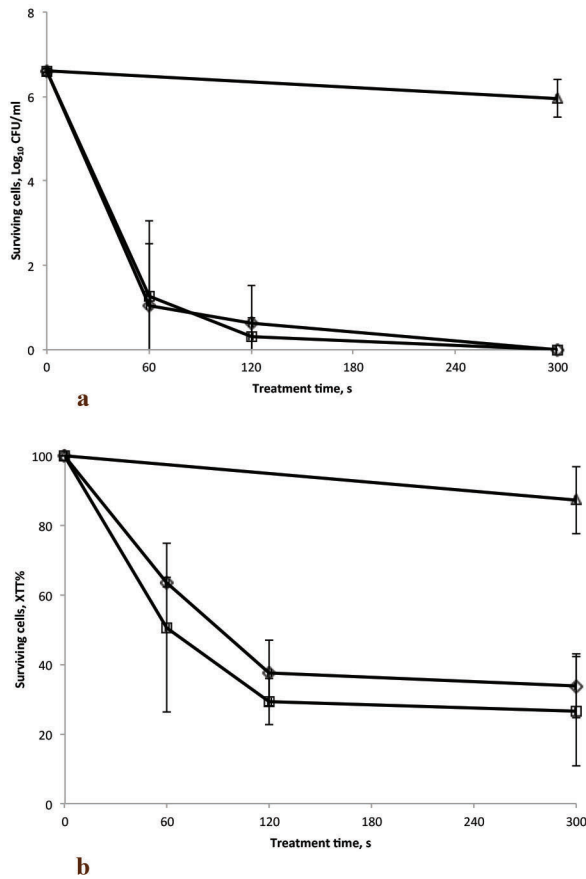 8
6
4
2
0
Surviving cells, Log10 CFU/ml
0 60 120 180 240 300
Treatment time, s
a
100
80
60
40
20
0
Surviving cells, XTT%
0 60 120 180 240 300
Treatment time, s
b